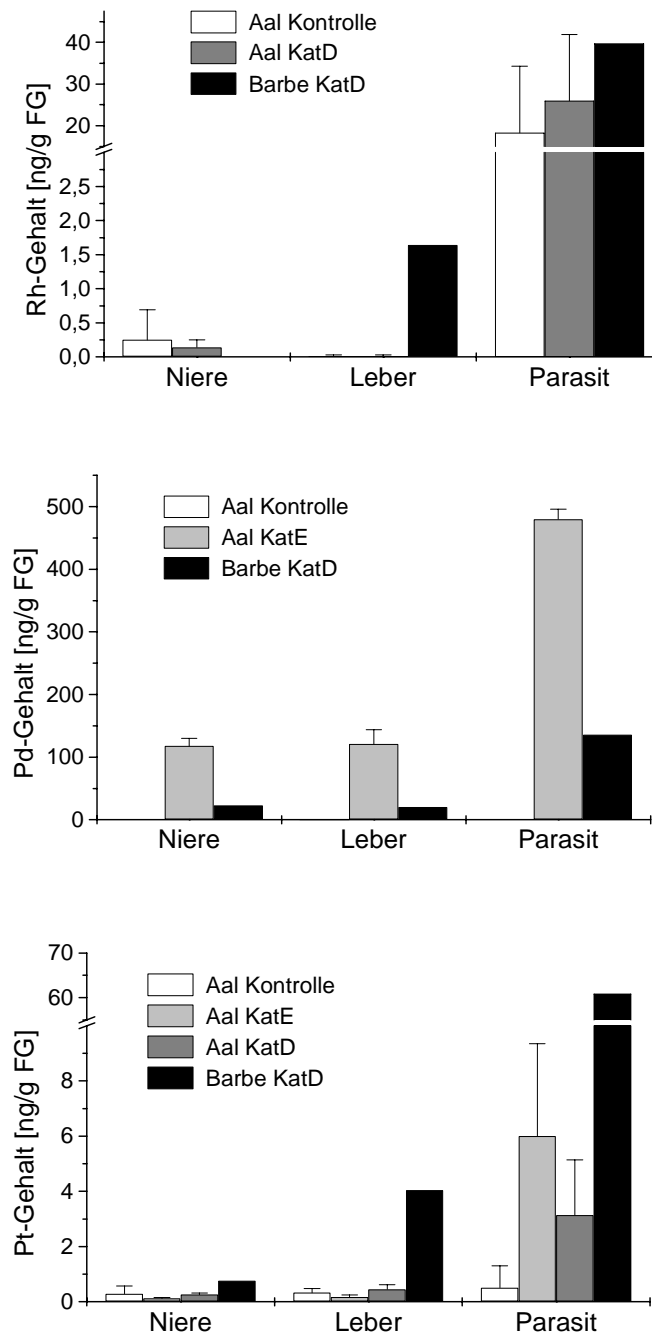 Aal Kontrolle
Aal KatD
Barbe KatD
Rh-Gehalt [ng/g FG]
40
30
20
2,5
2,0
1,5
1,0
0,5
0,0
Niere Leber Parasit
Aal Kontrolle
Aal KatE
Barbe KatD
Pd-Gehalt [ng/g FG]
500
400
300
200
100
0
Niere Leber Parasit
Aal Kontrolle
Aal KatE
Aal KatD
Barbe KatD
Pt-Gehalt [ng/g FG]
70
60
8
6
4
2
0
Niere Leber Parasit